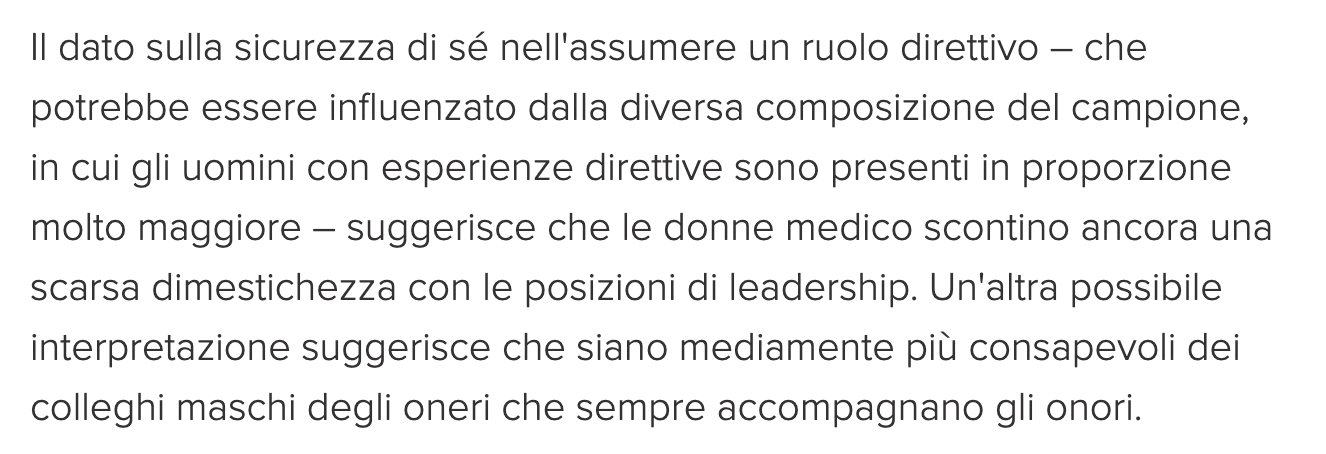 Il dato sulla sicurezza di sé nell'assumere un ruolo direttivo – che
potrebbe essere influenzato dalla diversa composizione del campione,
in cui gli uomini con esperienze direttive sono presenti in proporzione
molto maggiore – suggerisce che le donne medico scontino ancora una
scarsa dimestichezza con le posizioni di leadership. Un'altra possibile
interpretazione suggerisce che siano mediamente più consapevoli dei
colleghi maschi degli oneri che sempre accompagnano gli onori.